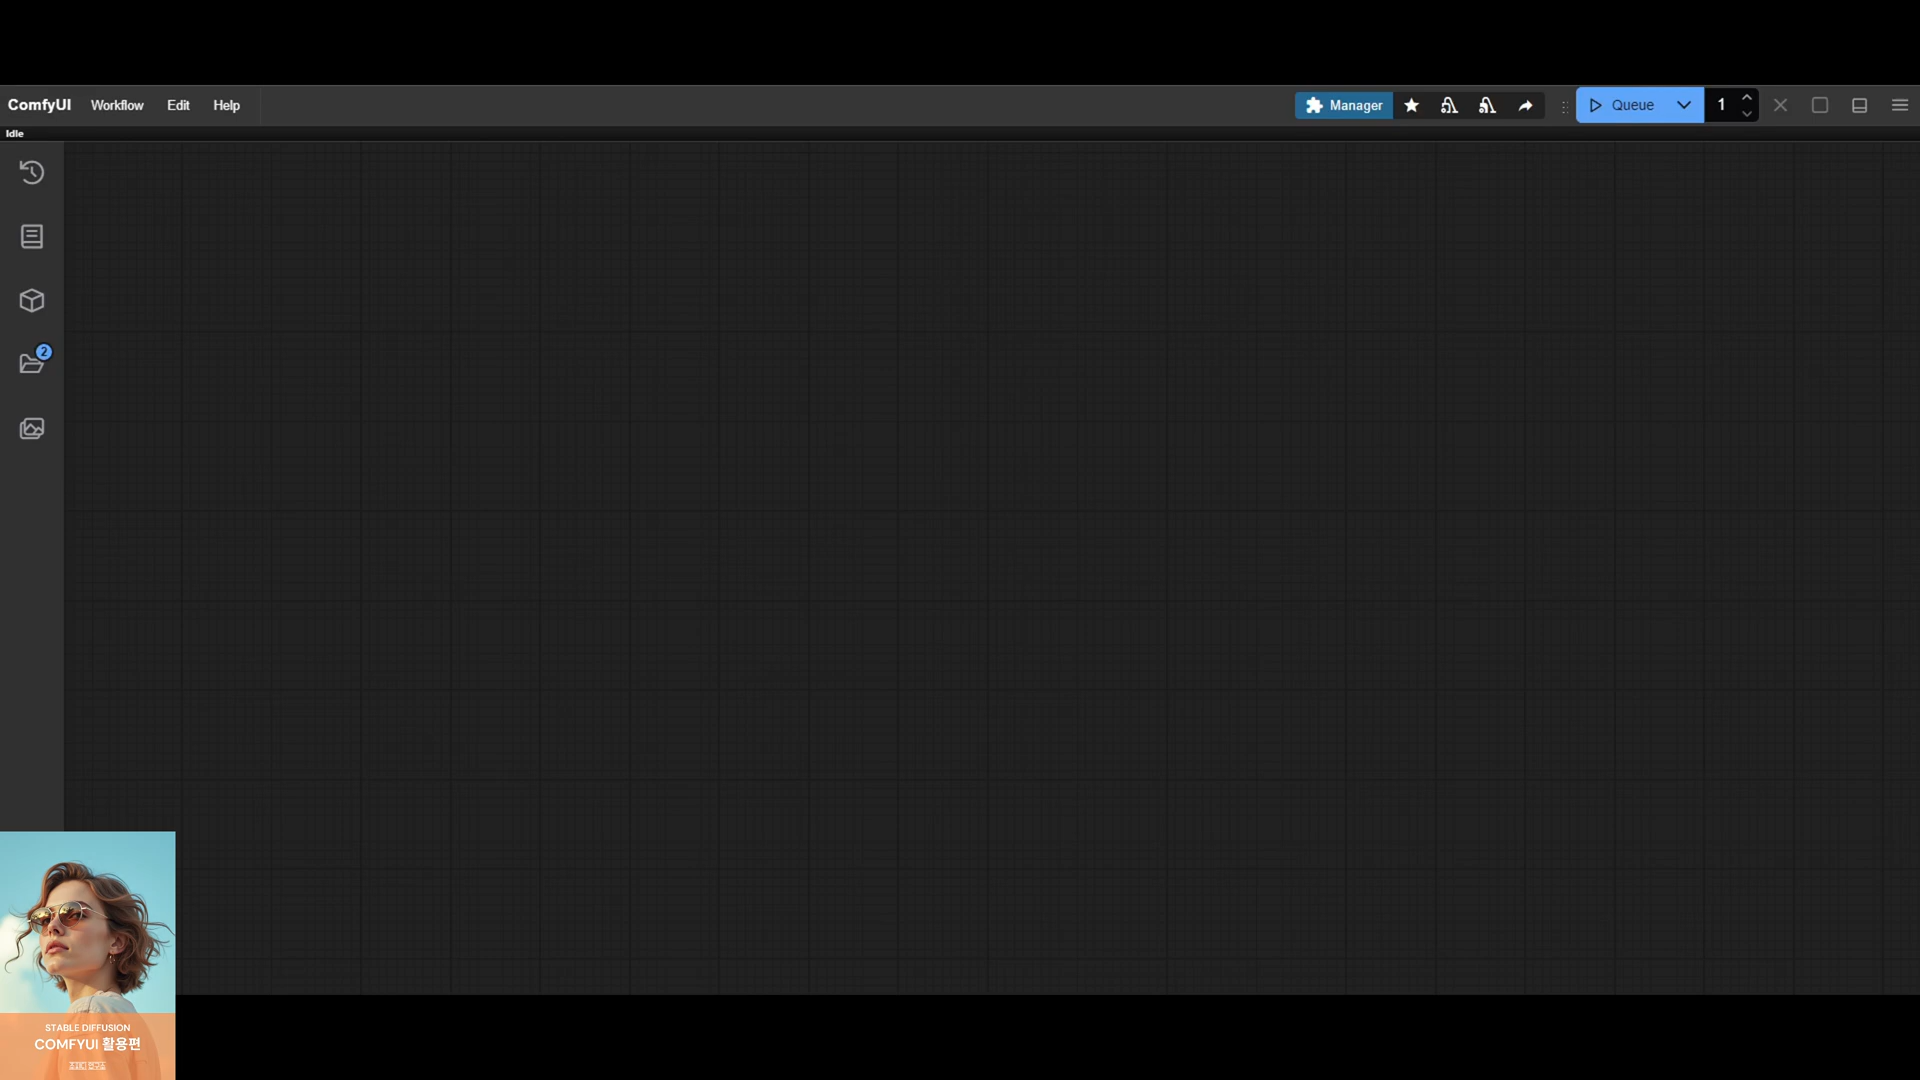 ComfyUI Workflow Edit Help Manager Queue 1
Idle
2
STABLE DIFFUSION
COMFYUI 활용편